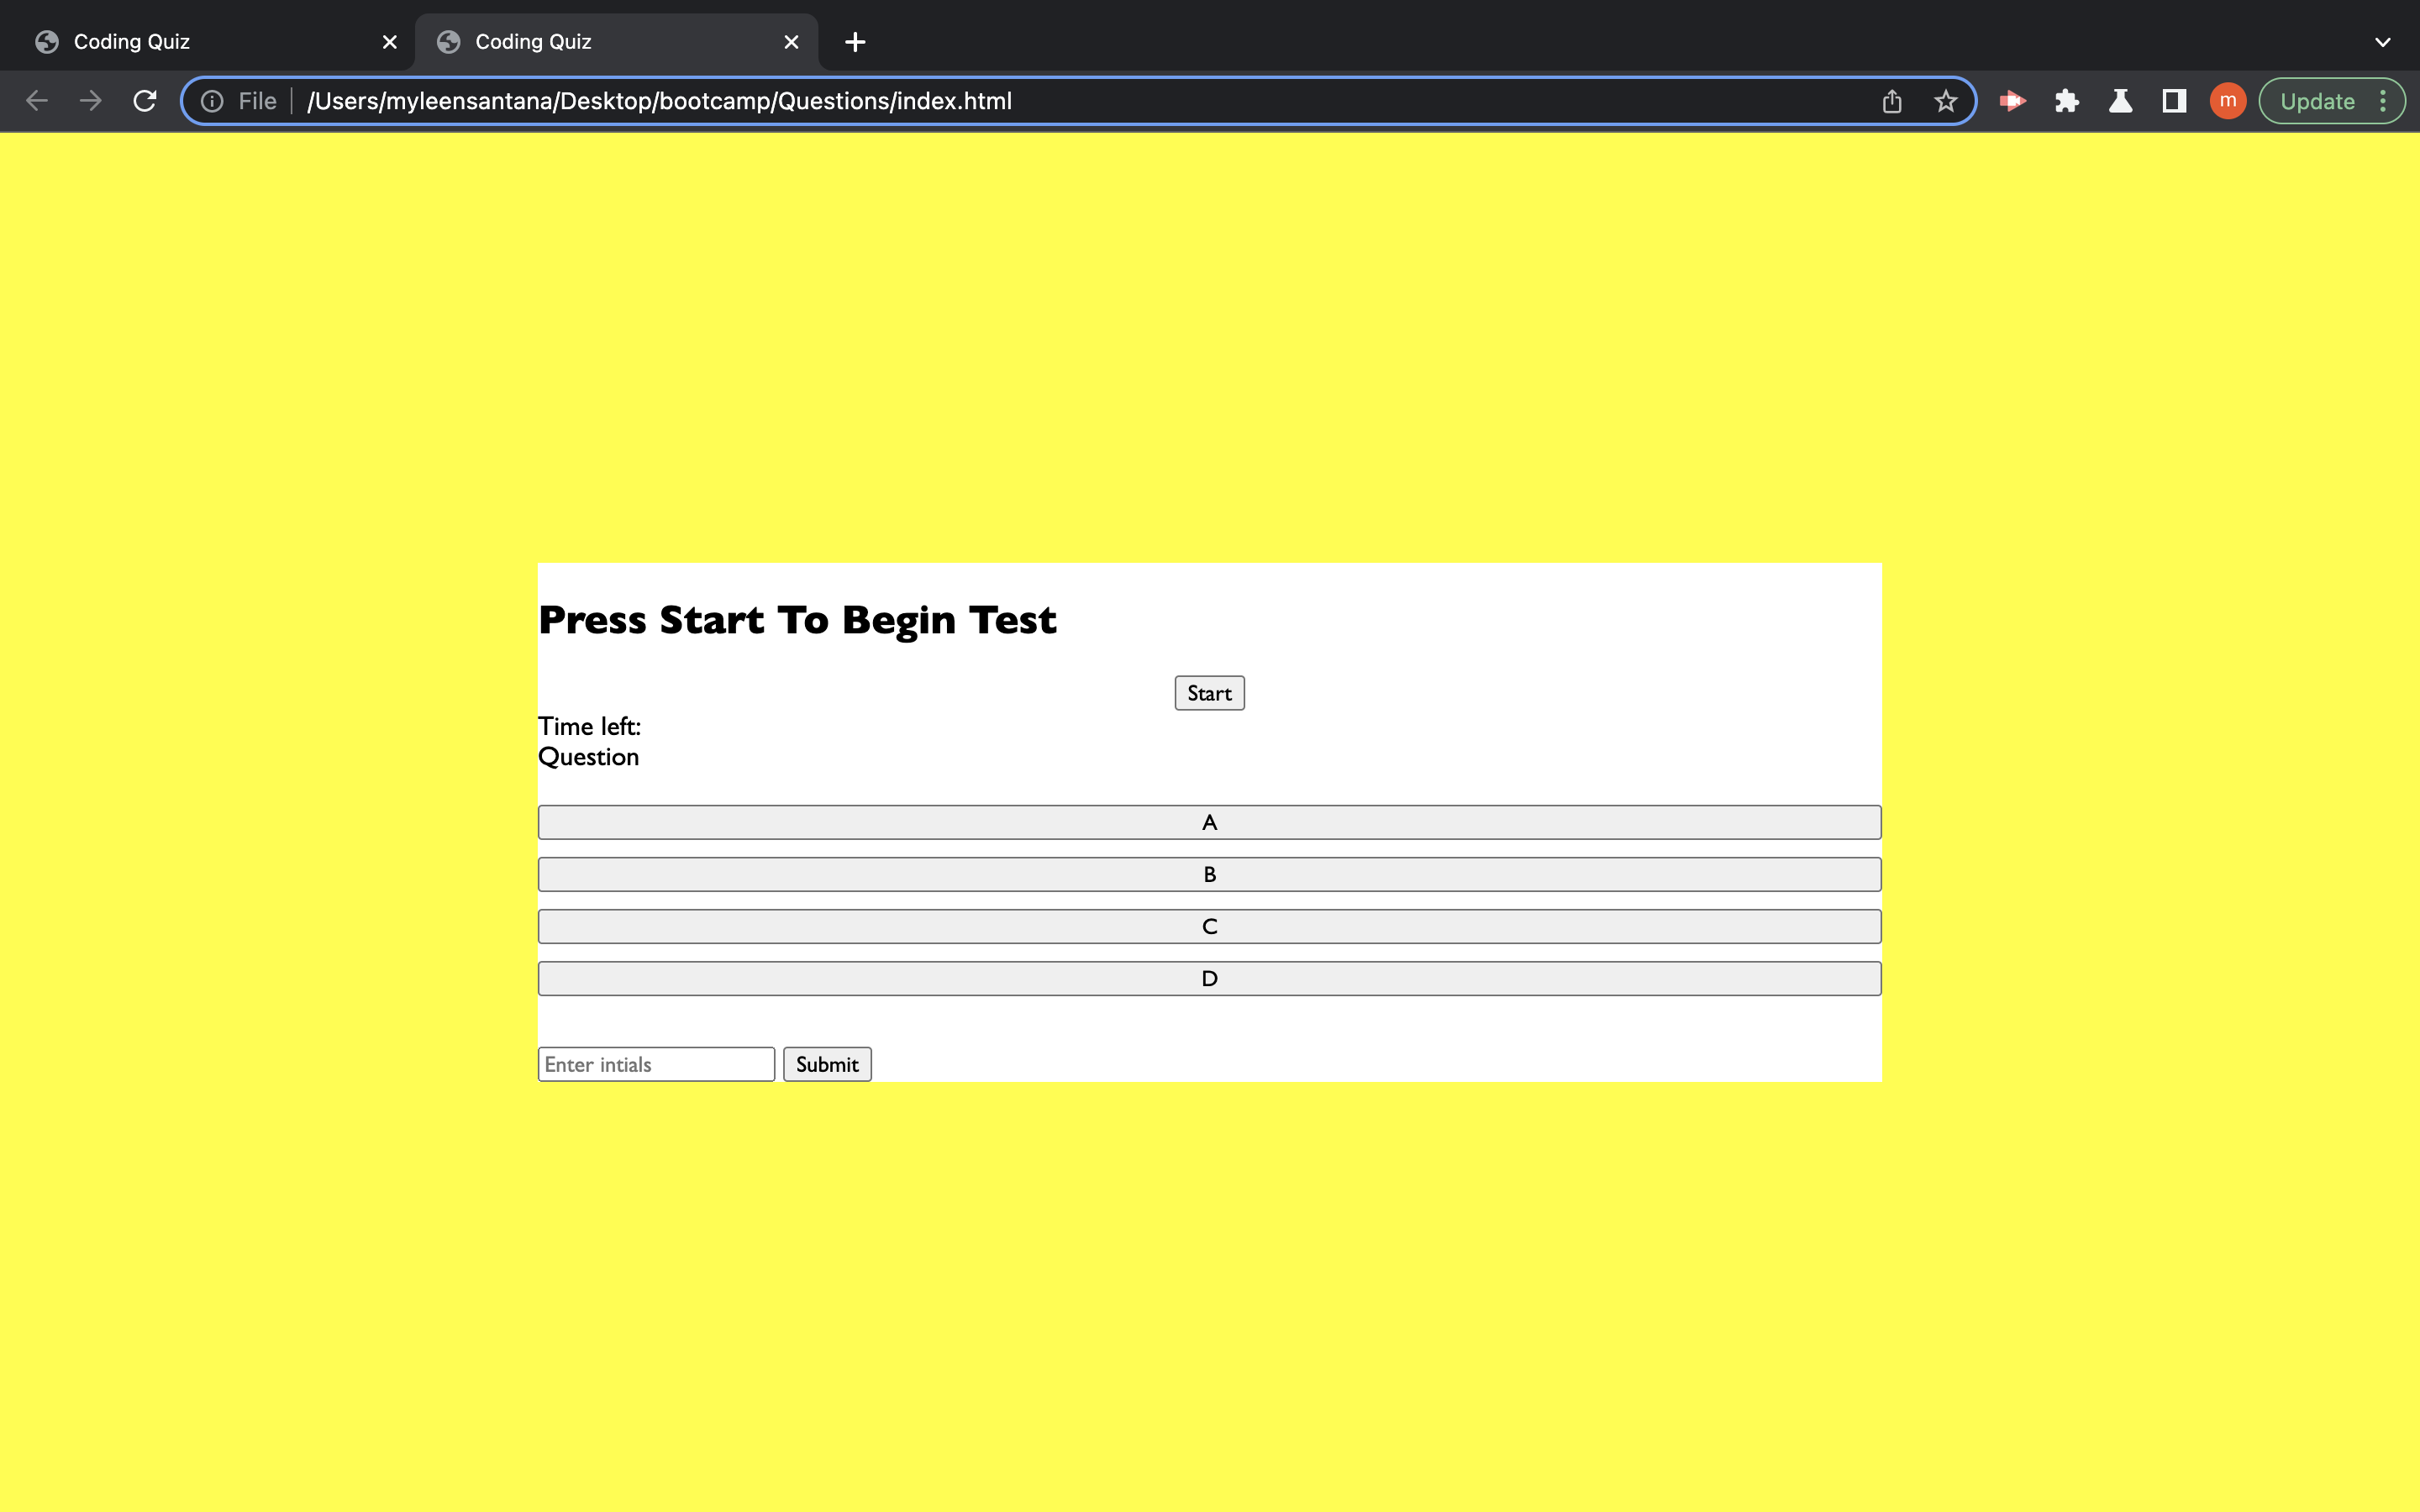 Coding Quiz
Coding Quiz
File
/Users/myleensantana/Desktop/bootcamp/Questions/index.html
m
Update
Press Start To Begin Test
Start
Time left:
Question
A
B
C
D
Enter intials
Submit